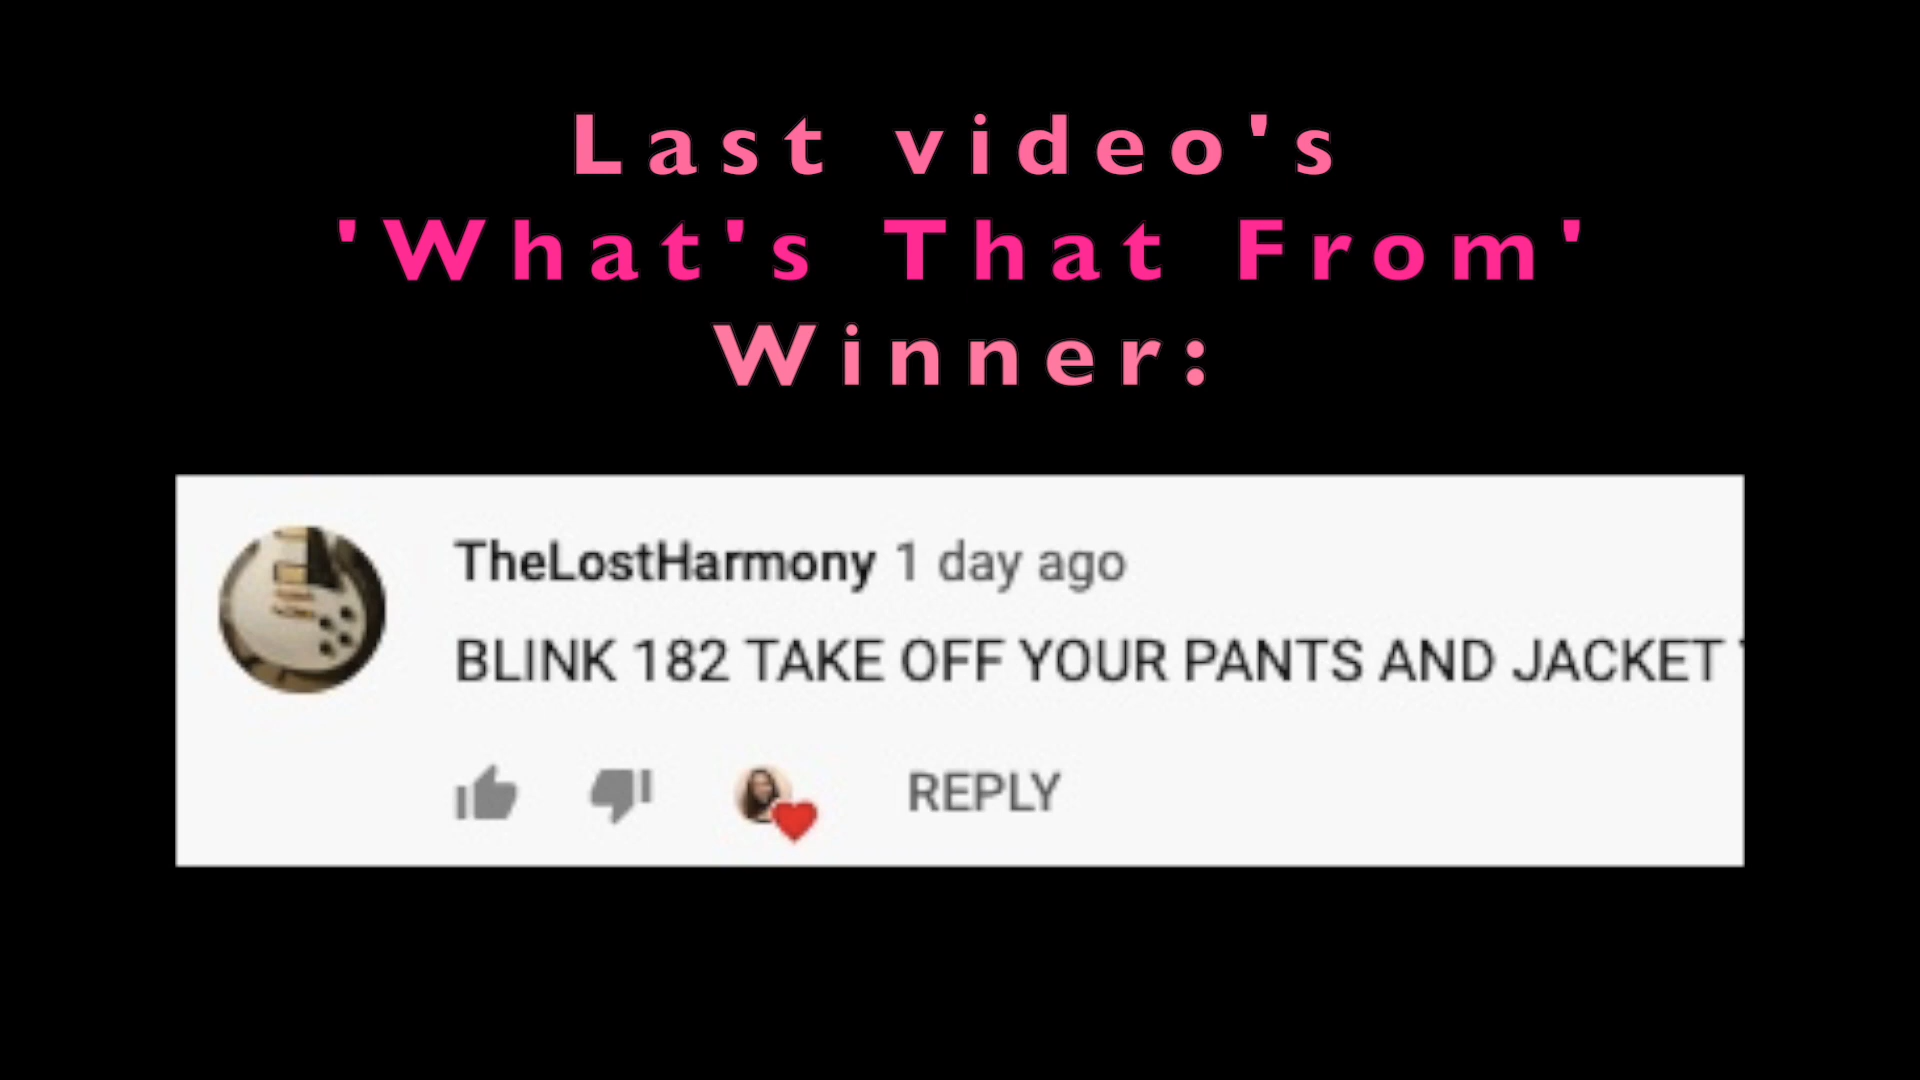 Last video's
'What's That From'
Winner:
TheLostHarmony 1 day ago
BLINK 182 TAKE OFF YOUR PANTS AND JACKET
REPLY